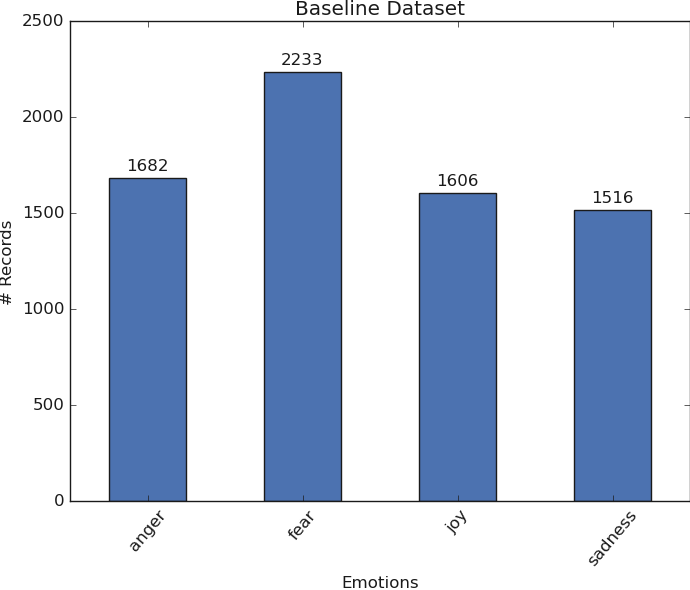 Baseline Dataset
2500
2000
1500
1000
500
0
# Records
1682
2233
1606
1516
anger
fear
joy
sadness
Emotions